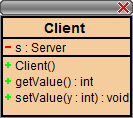 Client
- s : Server
+ Client()
+ getValue() : int
+ setValue(y : int) : void